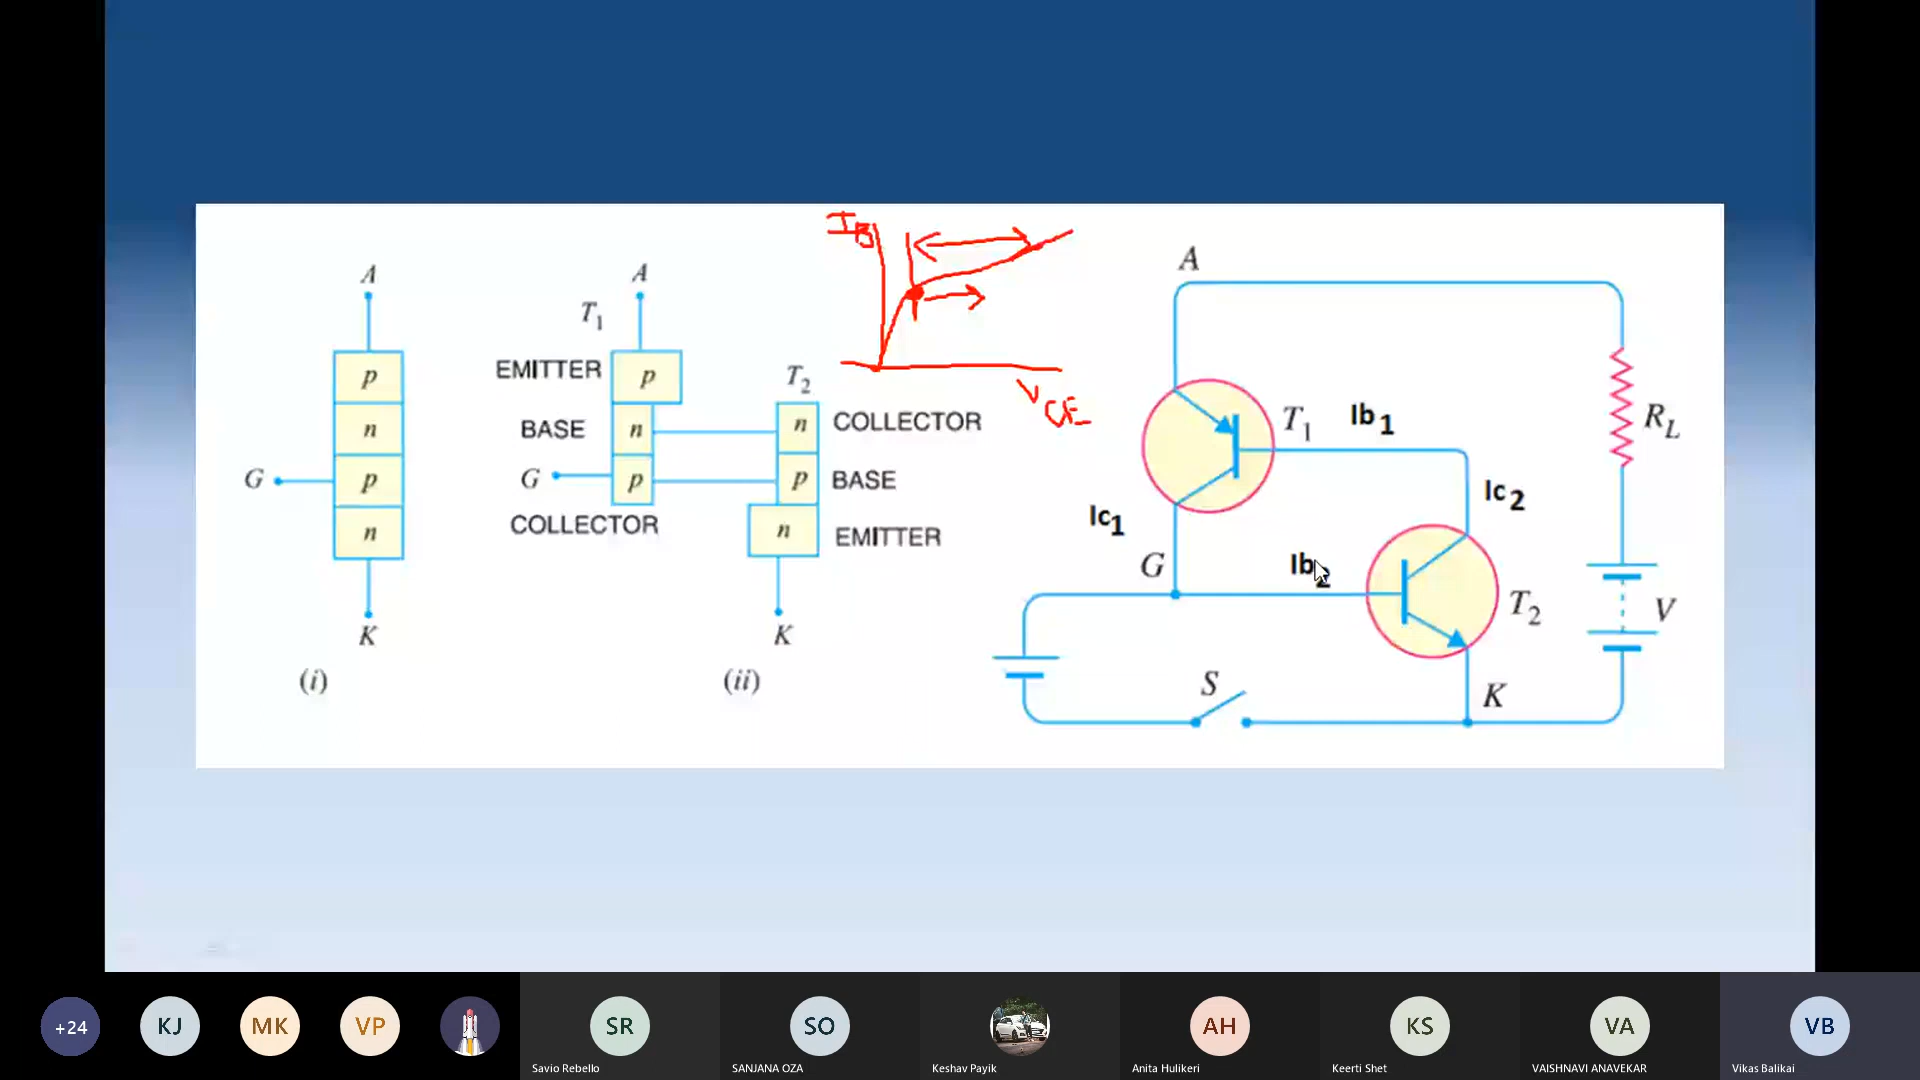 A
p
n
G
p
n
K
(i)
A
T1
EMITTER
p
T2
BASE
n
n
COLLECTOR
G
p
p
BASE
COLLECTOR
n
EMITTER
K
(ii)
IB
VCE
A
T1
Ib1
RL
Ic1
Ic2
G
Ib2
T2
V
S
K
+24
KJ
MK
VP
SR
Savio Rebello
SO
SANJANA OZA
Keshav Payik
AH
Anita Hulikeri
KS
Keerti Shet
VA
VAISHNAVI ANAVEKAR
VB
Vikas Balikai